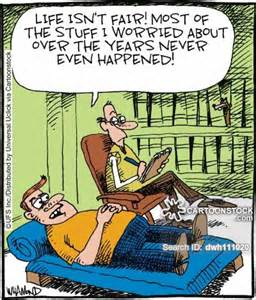 LIFE ISN'T FAIR! MOST OF
THE STUFF I WORRIED ABOUT
OVER THE YEARS NEVER
EVEN HAPPENED!
©UFS Inc./Distributed by Universal Uclick via Cartoonstock
CARTOONSTOCK
.com
Search ID: dwh111020
WHAMOND